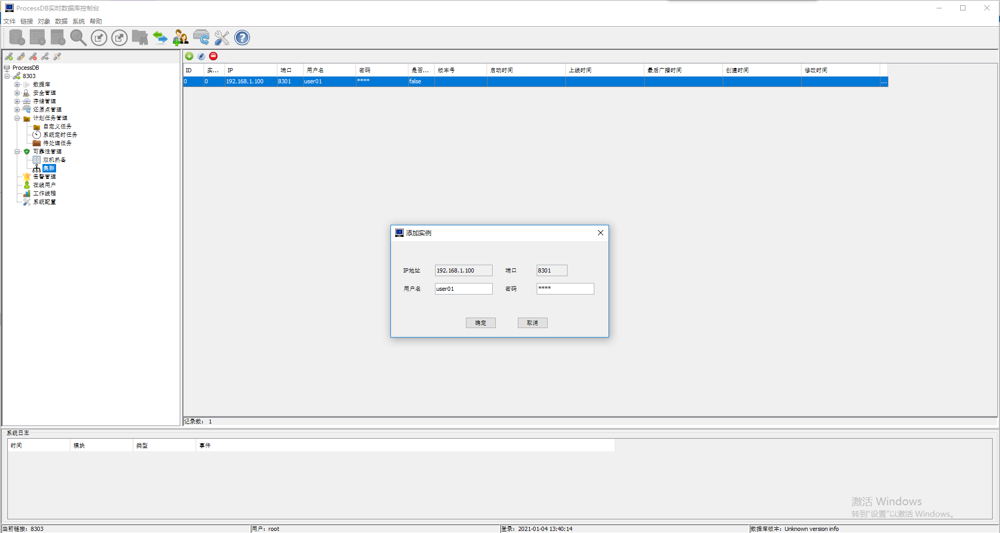 ProcessDB实时数据库控制台
文件 链接 对象 数据 系统 帮助
ProcessDB
8303
数据库
安全管理
存储管理
还原点管理
计划任务管理
自定义任务
系统定时任务
待处理任务
可靠性管理
双机热备
集群
告警管理
在线用户
工作线程
系统配置
ID 实... IP 端口 用户名 密码 是否... 版本号 启动时间 上线时间 最后广播时间 创建时间 修改时间
0 0 192.168.1.100 8301 user01 **** false ...
添加实例
IP地址 192.168.1.100 端口 8301
用户名 user01 密码 ****
确定 取消
记录数： 1
系统日志
时间 模块 类型 事件
激活 Windows
转到“设置”以激活 Windows。
当前链接：8303 用户：root 登录：2021-01-04 13:40:14 数据库版本：Unknown version info